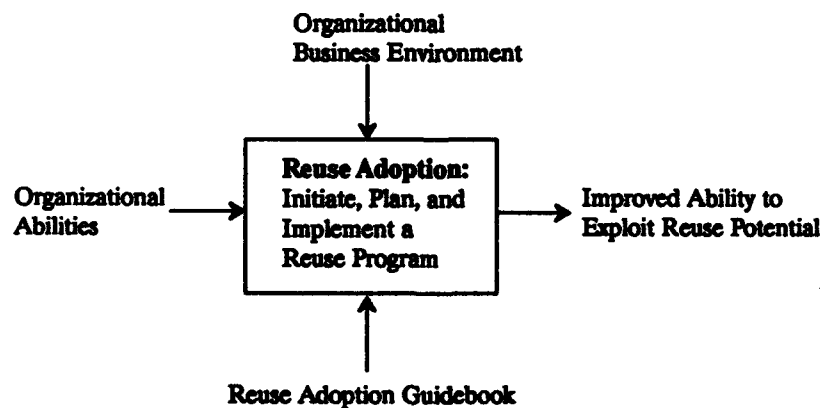 Organizational
Business Environment
Reuse Adoption:
Initiate, Plan, and
Implement a
Reuse Program
Organizational
Abilities
Improved Ability to
Exploit Reuse Potential
Reuse Adoption Guidebook